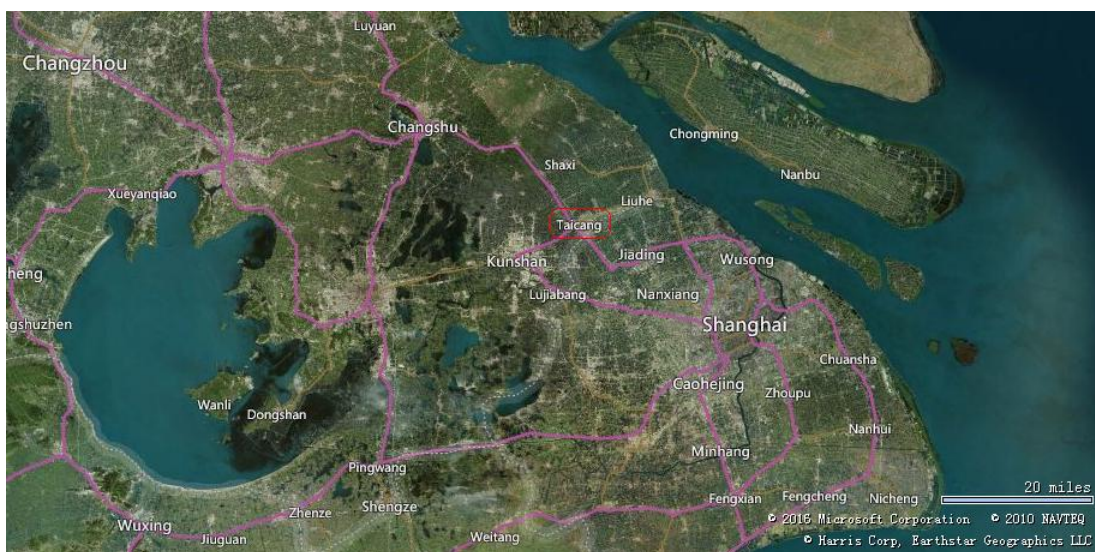 Luyuan
Changzhou
Changshu
Chongming
Shaxi
Nanbu
Xueyanqiao
Liuhe
Taicang
Jiading
Kunshan
Wusong
heng
Lujiabang
Nanxiang
ngshuzhen
Shanghai
Chuansha
Caohejing
Zhoupu
Wanli
Dongshan
Nanhui
Minhang
Pingwang
20 miles
Fengxian
Fengcheng
Nicheng
Shengze
Zhenze
Wuxing
Jiuguan
Weitang
© 2016 Microsoft Corporation © 2010 NAVTEQ
© Harris Corp, Earthstar Geographics LLC